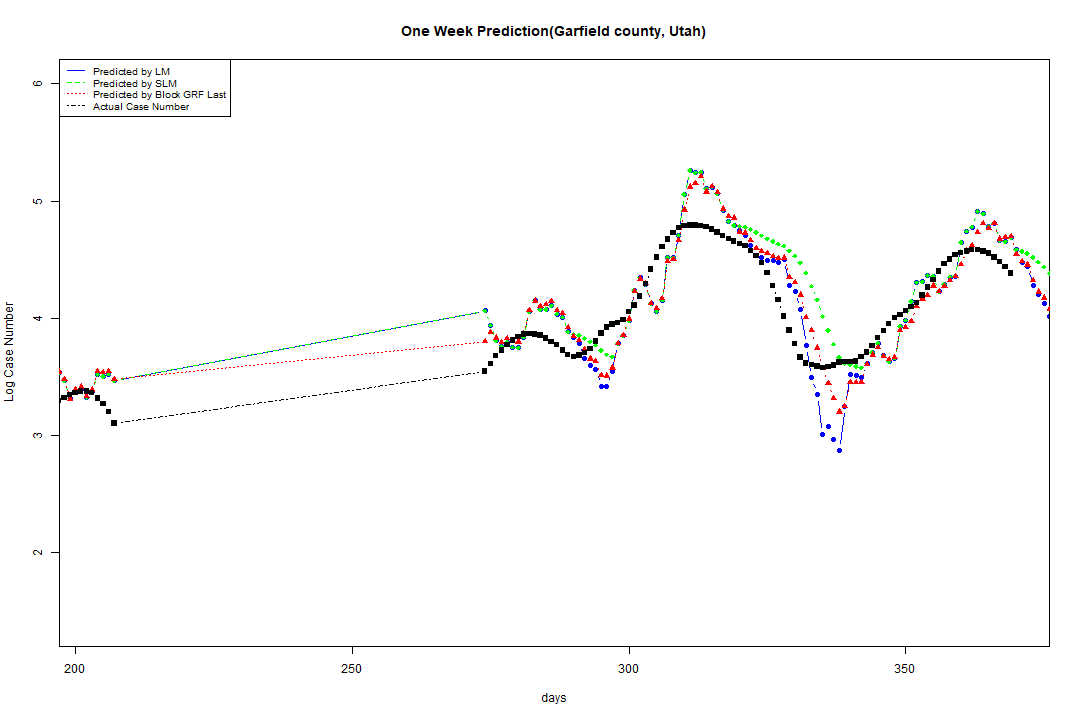 One Week Prediction(Garfield county, Utah)
Predicted by LM
Predicted by SLM
Predicted by Block GRF Last
Actual Case Number
6
5
4
3
2
Log Case Number
200 250 300 350
days